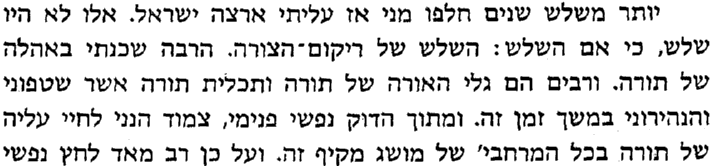 יותר משלש שנים חלפו מני אז עליתי ארצה ישראל. אלו לא היו
שלש, כי אם השלש: השלש של ריקום־הצורה. הרבה שכנתי באהלה
של תורה. ורבים הם גלי האורה של תורה ותכלית תורה אשר שטפוני
והנהירוני במשך זמן זה. ומתוך הדוק נפשי פנימי, צמוד הנני לחיי עליה
של תורה בכל המרחבי׳ של מושג מקיף זה. ועל כן רב מאד לחץ נפשי